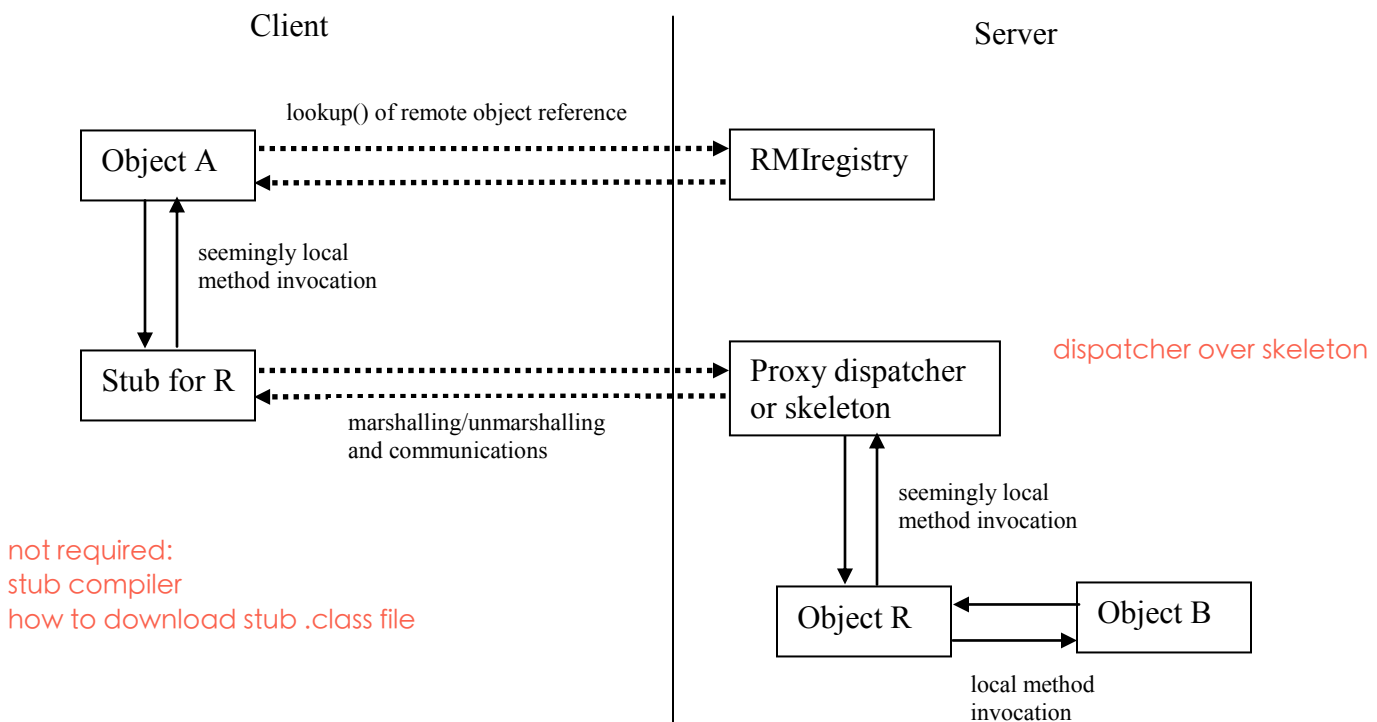 Client
Server
lookup() of remote object reference
Object A
RMIregistry
seemingly local
method invocation
dispatcher over skeleton
Stub for R
Proxy dispatcher
or skeleton
marshalling/unmarshalling
and communications
seemingly local
method invocation
not required:
stub compiler
how to download stub .class file
Object R
Object B
local method
invocation